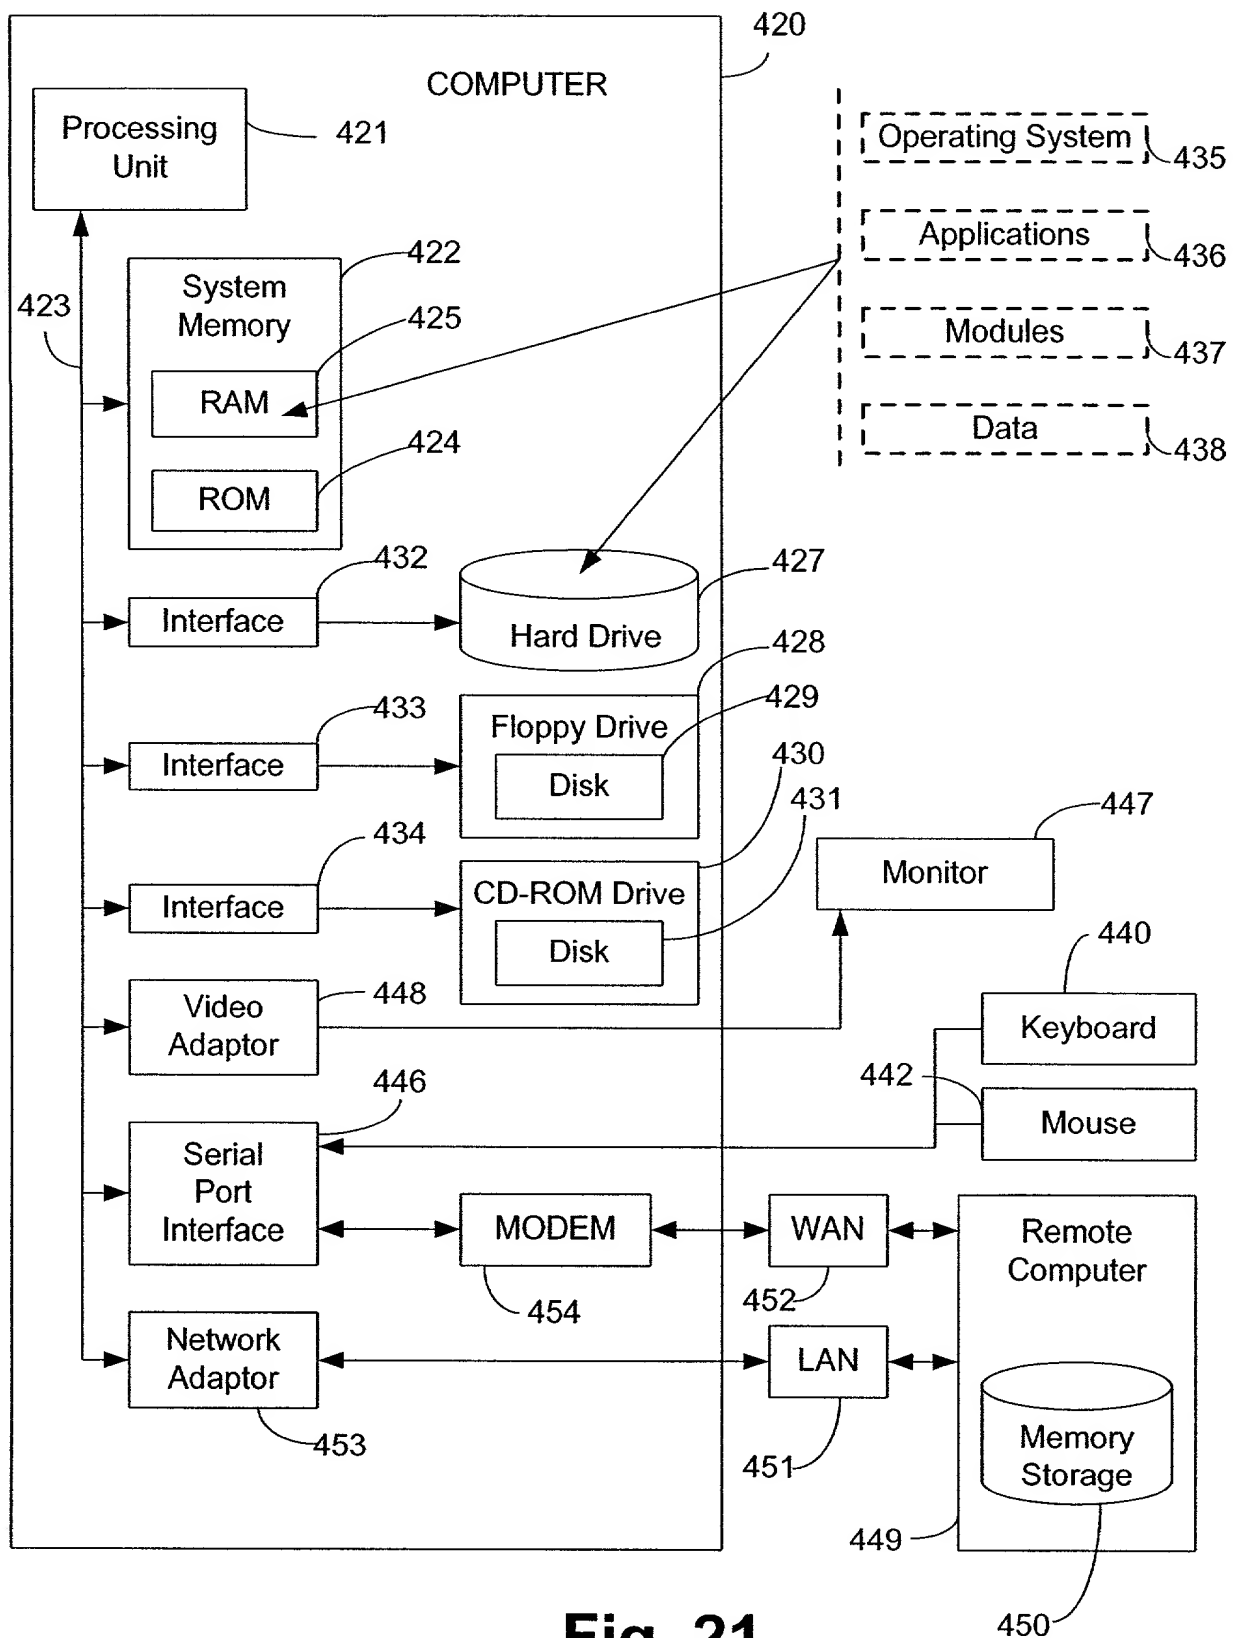 420
COMPUTER
Processing
Unit
421
Operating System
435
Applications
436
Modules
437
Data
438
422
System
Memory
423
425
RAM
424
ROM
432
Interface
427
Hard Drive
428
433
Interface
429
Floppy Drive
Disk
430
431
434
Interface
CD-ROM Drive
Disk
447
Monitor
440
Keyboard
448
Video
Adaptor
442
Mouse
446
Serial
Port
Interface
MODEM
454
WAN
452
Remote
Computer
Network
Adaptor
453
LAN
451
Memory
Storage
449
450
Fig. 21